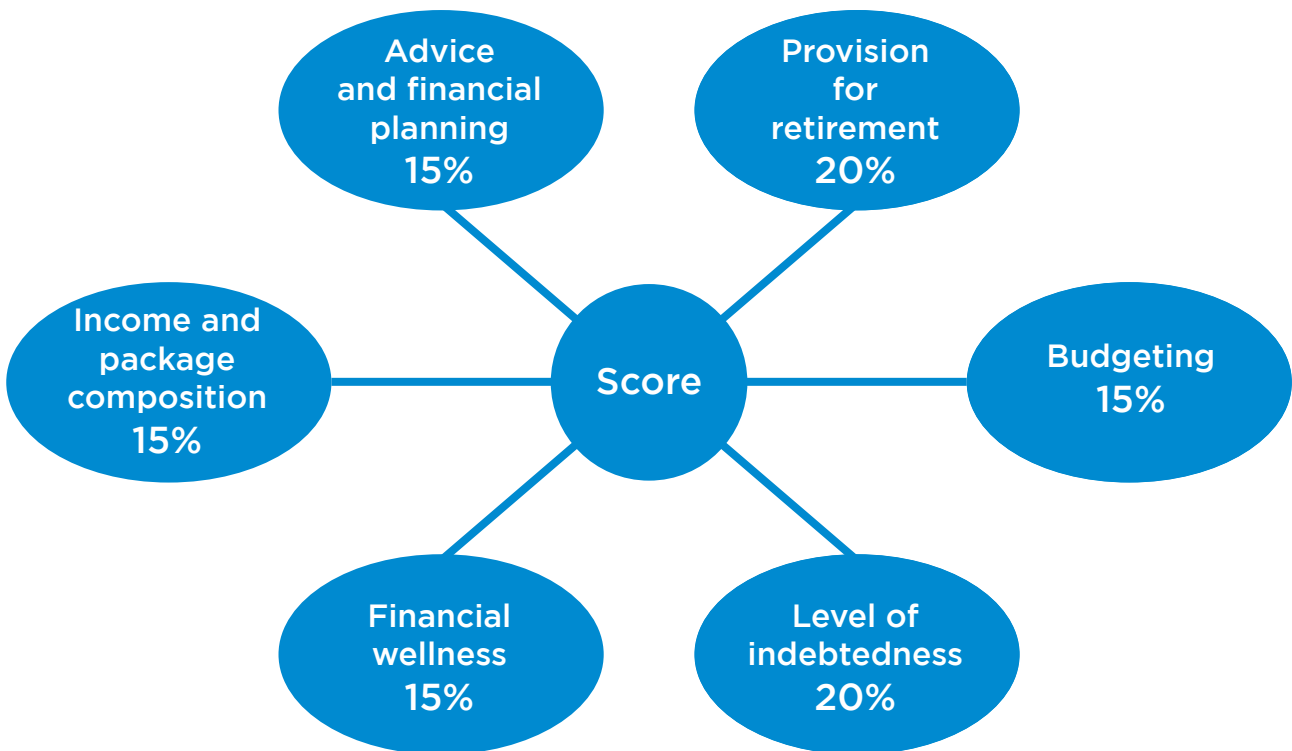 Advice
and financial
planning
15%
Provision
for
retirement
20%
Income and
package
composition
15%
Score
Budgeting
15%
Financial
wellness
15%
Level of
indebtedness
20%